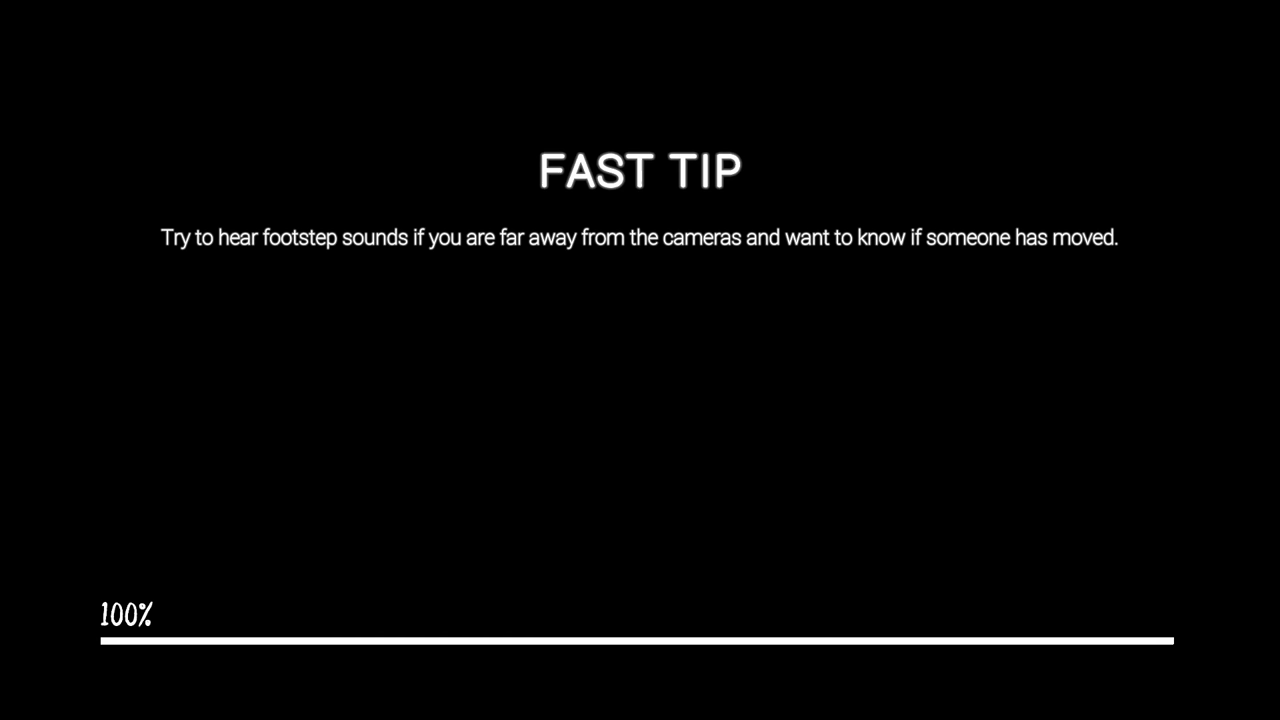 FAST TIP
Try to hear footstep sounds if you are far away from the cameras and want to know if someone has moved.
100%